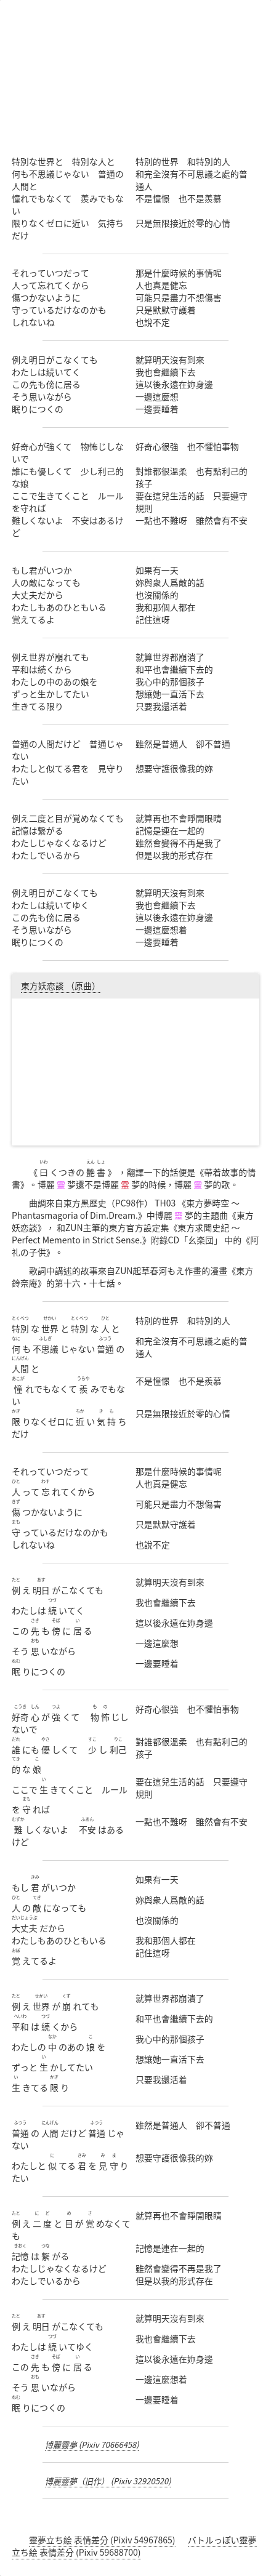 特別な世界と　特別な人と
特別的世界　和特別的人
何も不思議じゃない　普通の
人間と
和完全沒有不可思議之處的普
通人
憧れでもなくて　羨みでもな
い
不是憧憬　也不是羨慕
限りなくゼロに近い　気持ち
だけ
只是無限接近於零的心情
それっていつだって
那是什麼時候的事情呢
人って忘れてくから
人也真是健忘
傷つかないように
可能只是盡力不想傷害
守っているだけなのかも
只是默默守護着
しれないね
也說不定
例え明日がこなくても
就算明天沒有到來
わたしは続いてく
我也會繼續下去
この先も傍に居る
這以後永遠在妳身邊
そう思いながら
一邊這麼想
眠りにつくの
一邊要睡着
好奇心が強くて　物怖じしな
いで
好奇心很強　也不懼怕事物
誰にも優しくて　少し利己的
な娘
對誰都很溫柔　也有點利己的
孩子
ここで生きてくこと　ルール
を守れば
要在這兒生活的話　只要遵守
規則
難しくないよ　不安はあるけ
ど
一點也不難呀　雖然會有不安
もし君がいつか
如果有一天
人の敵になっても
妳與衆人爲敵的話
大丈夫だから
也沒關係的
わたしもあのひともいる
我和那個人都在
覚えてるよ
記住這呀
例え世界が崩れても
就算世界都崩潰了
平和は続くから
和平也會繼續下去的
わたしの中のあの娘を
我心中的那個孩子
ずっと生かしてたい
想讓她一直活下去
生きてる限り
只要我還活着
普通の人間だけど　普通じゃ
ない
雖然是普通人　卻不普通
わたしと似てる君を　見守り
たい
想要守護很像我的妳
例え二度と目が覚めなくても
就算再也不會睜開眼睛
記憶は繋がる
記憶是連在一起的
わたしじゃなくなるけど
雖然會變得不再是我了
わたしでいるから
但是以我的形式存在
例え明日がこなくても
就算明天沒有到來
わたしは続いてゆく
我也會繼續下去
この先も傍に居る
這以後永遠在妳身邊
そう思いながら
一邊這麼想着
眠りにつくの
一邊要睡着
東方妖恋談 （原曲）
《曰くつきの艶書》，翻譯一下的話便是《帶着故事的情
書》。博麗靈夢還不是博麗霊夢的時候，博麗靈夢的歌。
曲調來自東方黑歷史（PC98作） TH03 《東方夢時空 ～
Phantasmagoria of Dim.Dream.》中博麗靈夢的主題曲《東方
妖恋談》， 和ZUN主筆的東方官方設定集《東方求聞史紀 ～
Perfect Memento in Strict Sense.》附錄CD「幺楽団」 中的《阿
礼の子供》。
歌詞中講述的故事來自ZUN起草春河もえ作畫的漫畫《東方
鈴奈庵》的第十六・十七話。
特別な世界と特別な人と
特別的世界　和特別的人
何も不思議じゃない　普通の
人間と
和完全沒有不可思議之處的普
通人
憧れでもなくて羨みでもな
い
不是憧憬　也不是羨慕
限りなくゼロに近い気持ち
だけ
只是無限接近於零的心情
それっていつだって
那是什麼時候的事情呢
人って忘れてくから
人也真是健忘
傷つかないように
可能只是盡力不想傷害
守っているだけなのかも
只是默默守護着
しれないね
也說不定
例え明日がこなくても
就算明天沒有到來
わたしは続いてく
我也會繼續下去
この先も傍に居る
這以後永遠在妳身邊
そう思いながら
一邊這麼想
眠りにつくの
一邊要睡着
好奇心が強くて　物怖じし
ないで
好奇心很強　也不懼怕事物
誰にも優しくて　少し利己
的な娘
對誰都很溫柔　也有點利己的
孩子
ここで生きてくこと　ルール
を守れば
要在這兒生活的話　只要遵守
規則
難しくないよ　不安はある
けど
一點也不難呀　雖然會有不安
もし君がいつか
如果有一天
人の敵になっても
妳與衆人爲敵的話
大丈夫だから
也沒關係的
わたしもあのひともいる
我和那個人都在
覚えてるよ
記住這呀
例え世界が崩れても
就算世界都崩潰了
平和は続くから
和平也會繼續下去的
わたしの中のあの娘を
我心中的那個孩子
ずっと生かしてたい
想讓她一直活下去
生きてる限り
只要我還活着
普通の人間だけど普通じゃ
ない
雖然是普通人　卻不普通
わたしと似てる君を見守り
たい
想要守護很像我的妳
例え二度と目が覚めなくて
も
就算再也不會睜開眼睛
記憶は繋がる
記憶是連在一起的
わたしじゃなくなるけど
雖然會變得不再是我了
わたしでいるから
但是以我的形式存在
例え明日がこなくても
就算明天沒有到來
わたしは続いてゆく
我也會繼續下去
この先も傍に居る
這以後永遠在妳身邊
そう思いながら
一邊這麼想着
眠りにつくの
一邊要睡着
博麗靈夢 (Pixiv 70666458)
博麗靈夢（旧作） (Pixiv 32920520)
霊夢立ち絵 表情差分 (Pixiv 54967865)　バトルっぽい霊夢
立ち絵 表情差分 (Pixiv 59688700)